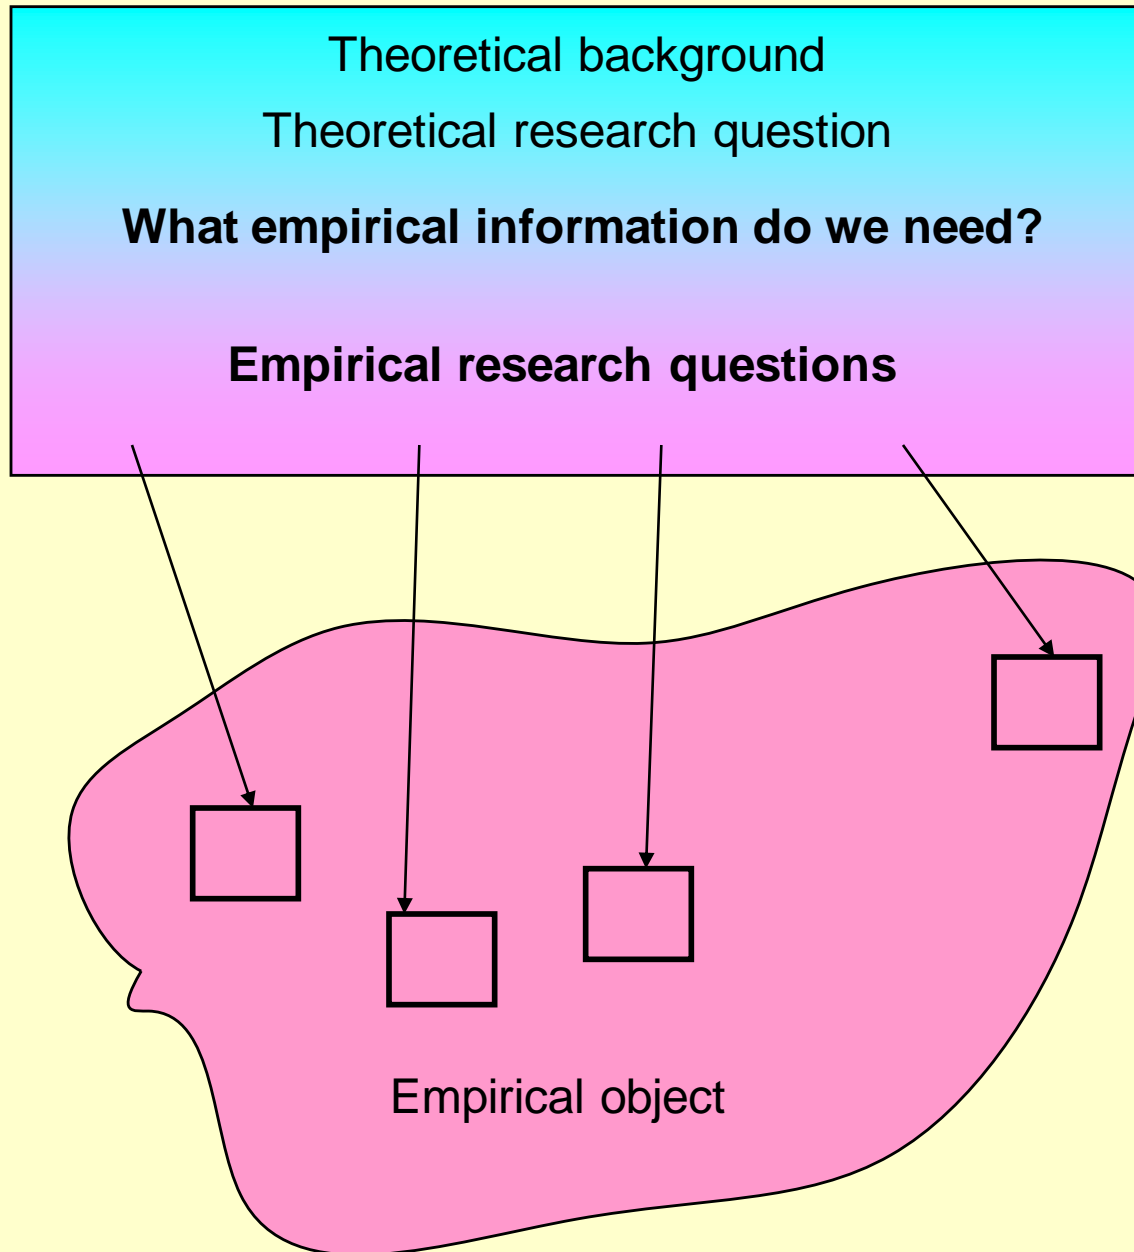 Theoretical background
Theoretical research question
What empirical information do we need?
Empirical research questions
Empirical object